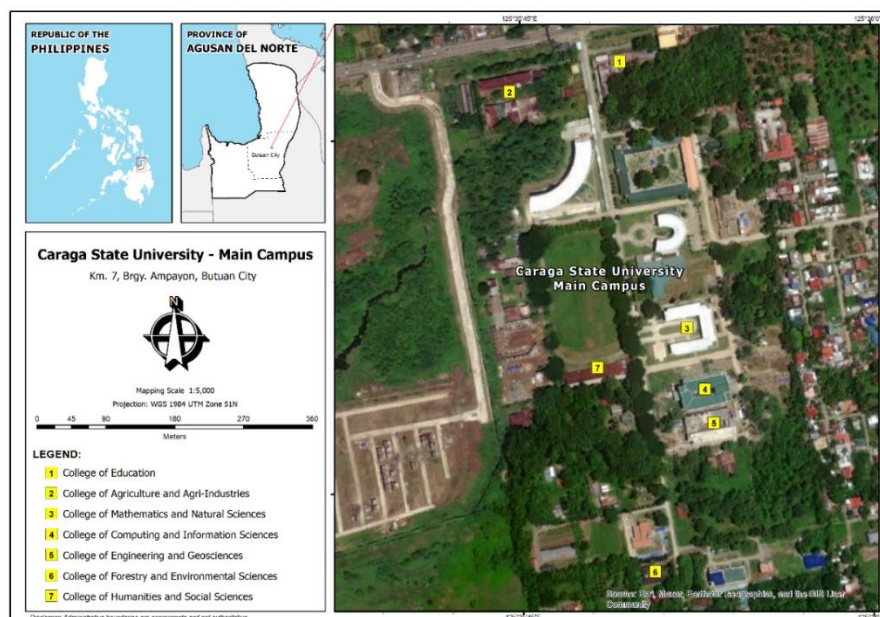 REPUBLIC OF THE
PHILIPPINES
PROVINCE OF
AGUSAN DEL NORTE
Butuan City
Caraga State University - Main Campus
Km. 7, Brgy. Ampayon, Butuan City
N
Mapping Scale 1:5,000
Projection: WGS 1984 UTM Zone 51N
0 45 90 180 270 360
Meters
LEGEND:
1 College of Education
2 College of Agriculture and Agri-Industries
3 College of Mathematics and Natural Sciences
4 College of Computing and Information Sciences
5 College of Engineering and Geosciences
6 College of Forestry and Environmental Sciences
7 College of Humanities and Social Sciences
125°35'45"E
1
2
Caraga State University
Main Campus
3
7
4
5
6
Source: Esri, Maxar, Earthstar Geographics, and the GIS User
Community